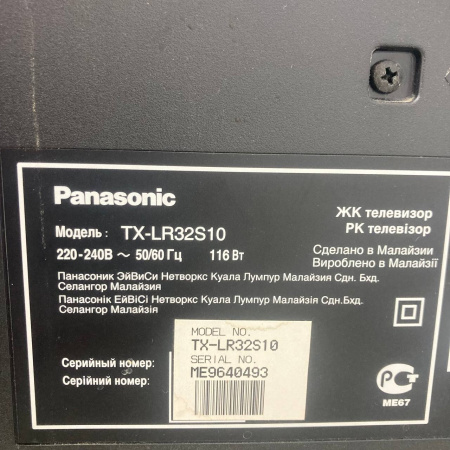 Panasonic
ЖК телевизор
РК телевізор
Модель : TX-LR32S10
220-240В ~ 50/60 Гц 116 Вт
Сделано в Малайзии
Вироблено в Малайзії
Панасоник ЭйВиСи Нетворкс Куала Лумпур Малайзия Сдн. Бхд.
Селангор Малайзия
Панасонік ЕйВіСі Нетворкс Куала Лумпур Малайзія Сдн.Бхд.
Селангор Малайзія
MODEL NO.
TX-LR32S10
SERIAL NO.
ME9640493
Серийный номер:
Серійний номер:
РСТ
ME67